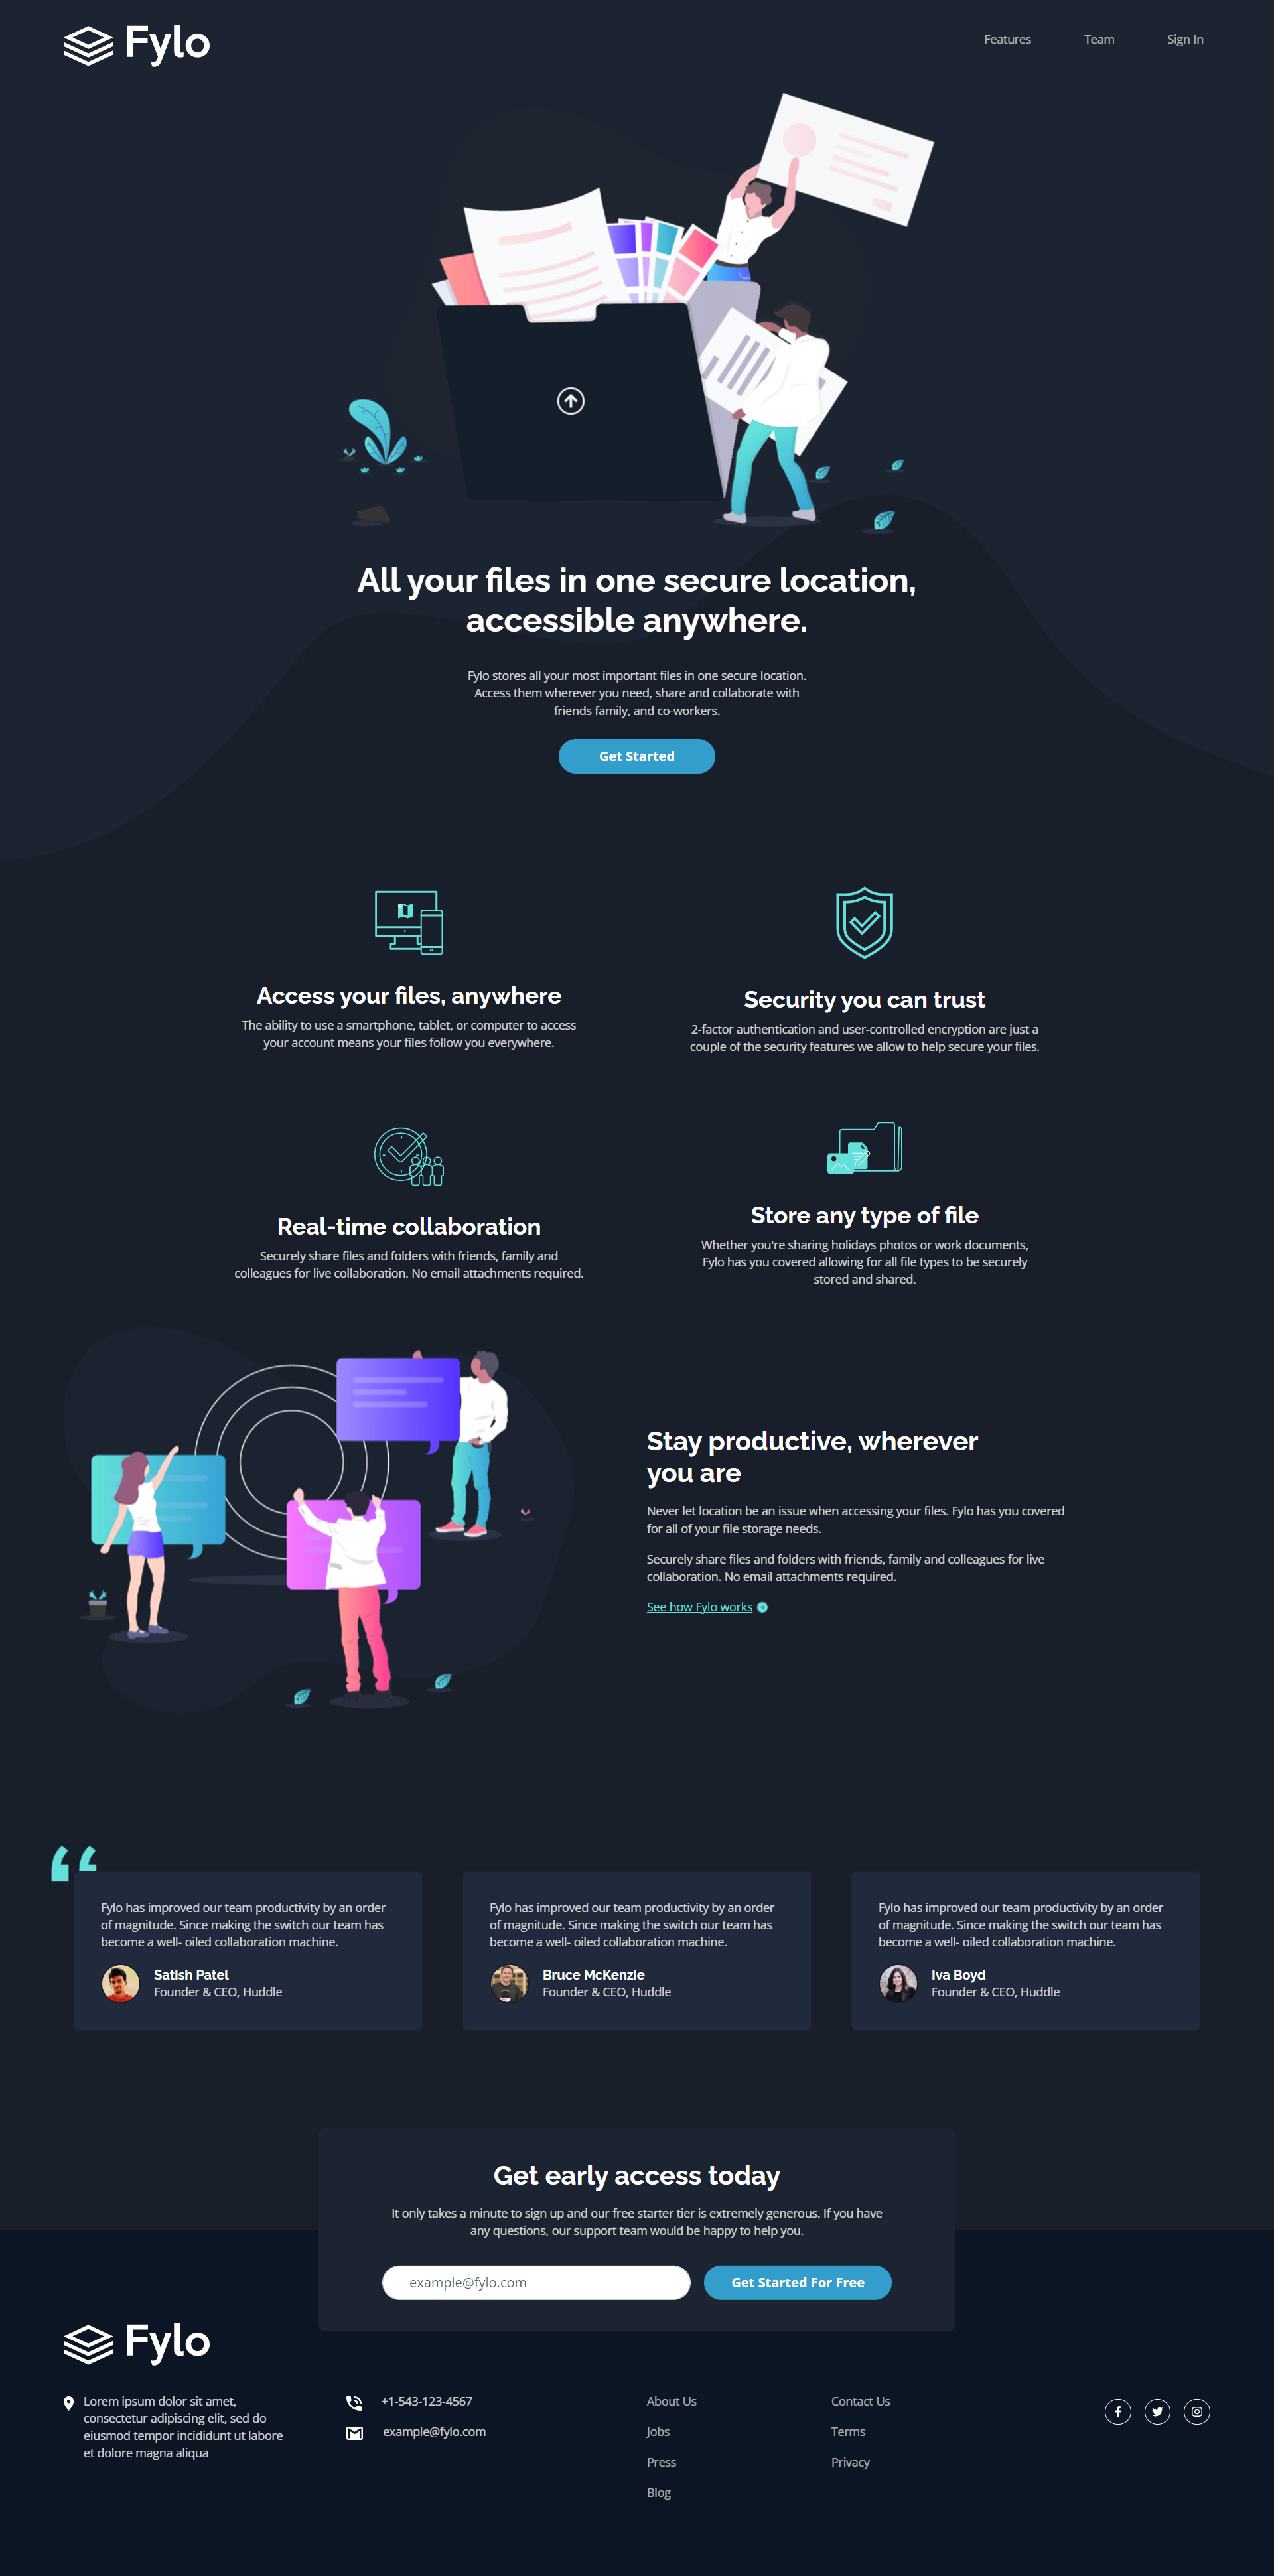 Fylo
Features
Team
Sign In
All your files in one secure location,
accessible anywhere.
Fylo stores all your most important files in one secure location.
Access them wherever you need, share and collaborate with
friends family, and co-workers.
Get Started
Access your files, anywhere
The ability to use a smartphone, tablet, or computer to access
your account means your files follow you everywhere.
Security you can trust
2-factor authentication and user-controlled encryption are just a
couple of the security features we allow to help secure your files.
Real-time collaboration
Securely share files and folders with friends, family and
colleagues for live collaboration. No email attachments required.
Store any type of file
Whether you're sharing holidays photos or work documents,
Fylo has you covered allowing for all file types to be securely
stored and shared.
Stay productive, wherever
you are
Never let location be an issue when accessing your files. Fylo has you covered
for all of your file storage needs.
Securely share files and folders with friends, family and colleagues for live
collaboration. No email attachments required.
See how Fylo works
Fylo has improved our team productivity by an order
of magnitude. Since making the switch our team has
become a well- oiled collaboration machine.
Satish Patel
Founder & CEO, Huddle
Fylo has improved our team productivity by an order
of magnitude. Since making the switch our team has
become a well- oiled collaboration machine.
Bruce McKenzie
Founder & CEO, Huddle
Fylo has improved our team productivity by an order
of magnitude. Since making the switch our team has
become a well- oiled collaboration machine.
Iva Boyd
Founder & CEO, Huddle
Get early access today
It only takes a minute to sign up and our free starter tier is extremely generous. If you have
any questions, our support team would be happy to help you.
example@fylo.com
Get Started For Free
Fylo
Lorem ipsum dolor sit amet,
consectetur adipiscing elit, sed do
eiusmod tempor incididunt ut labore
et dolore magna aliqua
+1-543-123-4567
example@fylo.com
About Us
Jobs
Press
Blog
Contact Us
Terms
Privacy